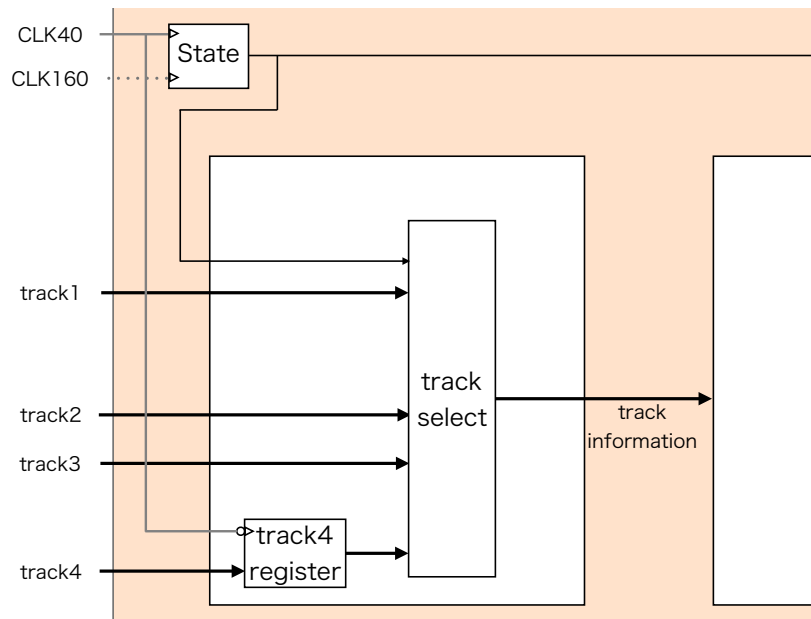 CLK40
State
CLK160
track1
track
select
track2
track
information
track3
track4
register
track4